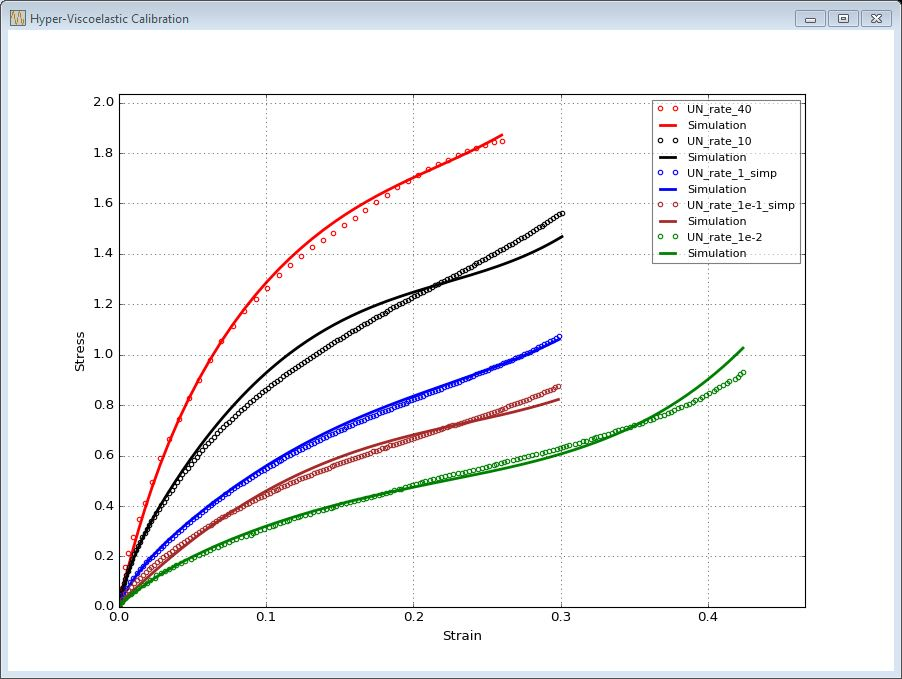 Hyper-Viscoelastic Calibration
2.0
1.8
1.6
1.4
1.2
1.0
0.8
0.6
0.4
0.2
0.0
Stress
UN_rate_40
Simulation
UN_rate_10
Simulation
UN_rate_1_simp
Simulation
UN_rate_1e-1_simp
Simulation
UN_rate_1e-2
Simulation
0.0 0.1 0.2 0.3 0.4
Strain